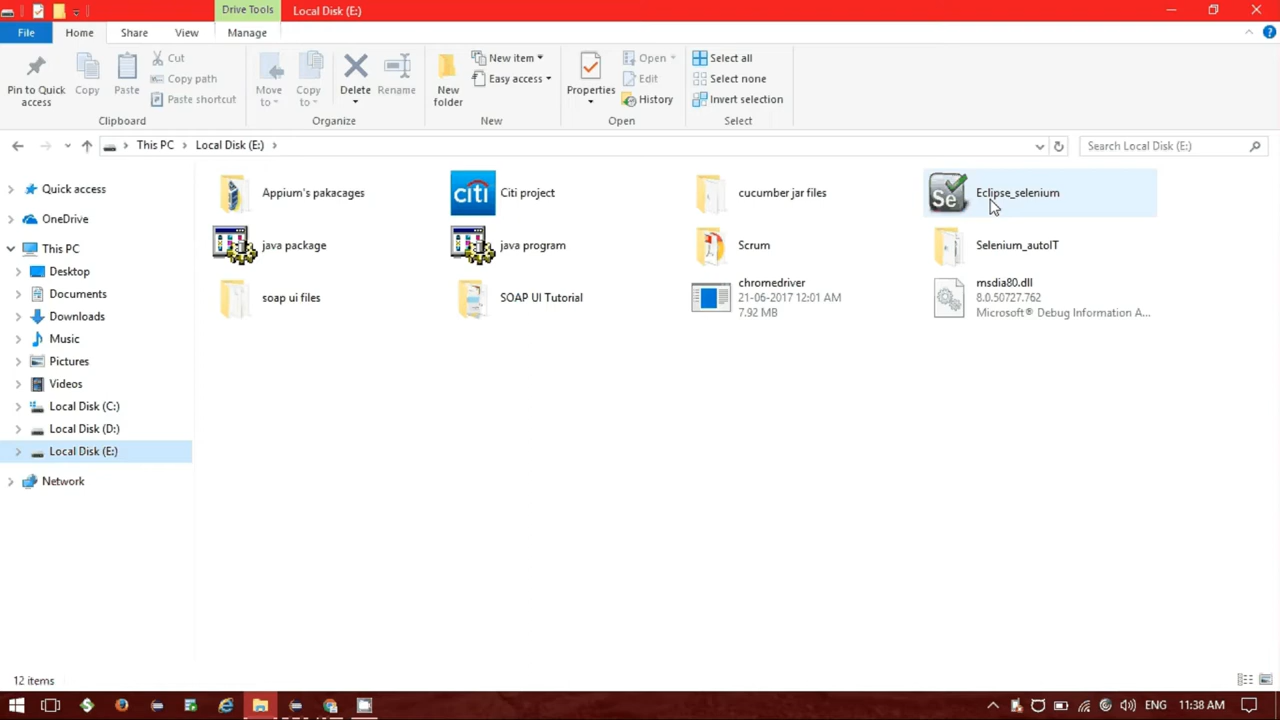 Drive Tools
Local Disk (E:)
File
Home
Share
View
Manage
Pin to Quick
access
Copy
Paste
Cut
Copy path
Paste shortcut
Clipboard
Move
to
Copy
to
Delete
Rename
Organize
New
folder
New item
Easy access
New
Properties
Open
Edit
History
Open
Select all
Select none
Invert selection
Select
This PC
Local Disk (E:)
Search Local Disk (E:)
Quick access
OneDrive
This PC
Desktop
Documents
Downloads
Music
Pictures
Videos
Local Disk (C:)
Local Disk (D:)
Local Disk (E:)
Network
Appium's pakacages
citi
Citi project
cucumber jar files
Se
Eclipse_selenium
java package
java program
Scrum
Selenium_autoIT
soap ui files
SOAP UI Tutorial
chromedriver
21-06-2017 12:01 AM
7.92 MB
msdia80.dll
8.0.50727.762
Microsoft® Debug Information A...
12 items
ENG
11:38 AM